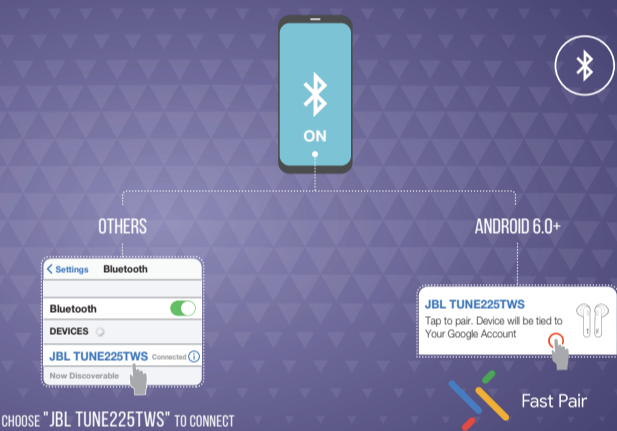 ON
OTHERS
Settings Bluetooth
Bluetooth
DEVICES
JBL TUNE225TWS Connected
Now Discoverable
CHOOSE "JBL TUNE225TWS" TO CONNECT
ANDROID 6.0+
JBL TUNE225TWS
Tap to pair. Device will be tied to
Your Google Account
Fast Pair